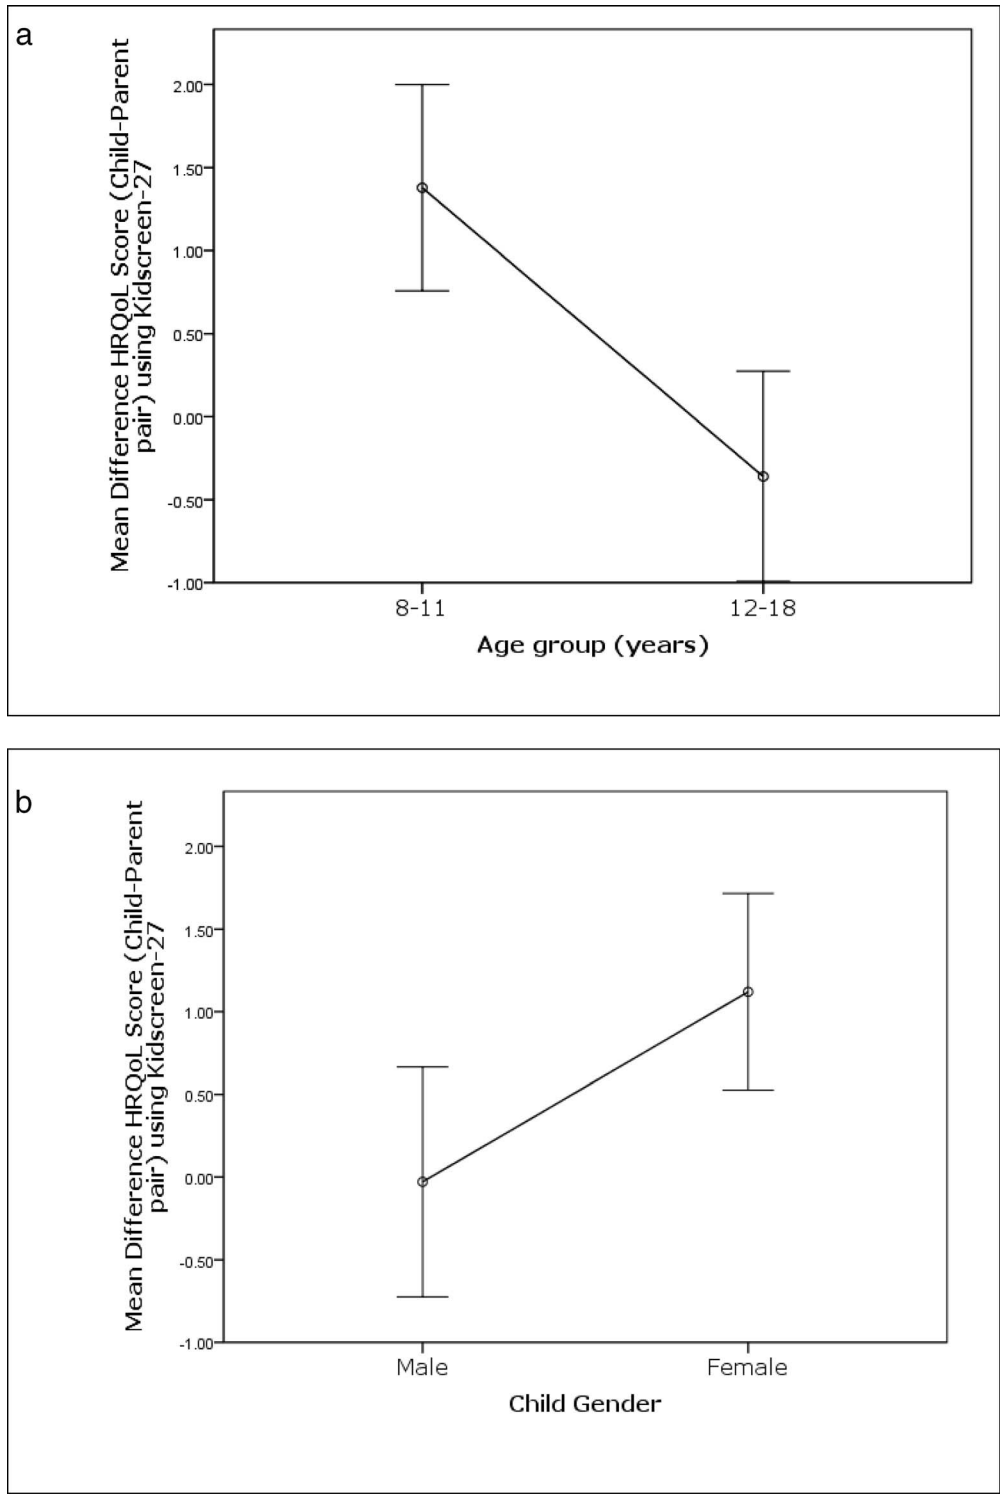 a
Mean Difference HRQoL Score (Child-Parent
pair) using Kidscreen-27
2.00
1.50
1.00
0.50
0.00
-0.50
-1.00
8-11
12-18
Age group (years)
b
Mean Difference HRQoL Score (Child-Parent
pair) using Kidscreen-27
2.00
1.50
1.00
0.50
0.00
-0.50
-1.00
Male
Female
Child Gender